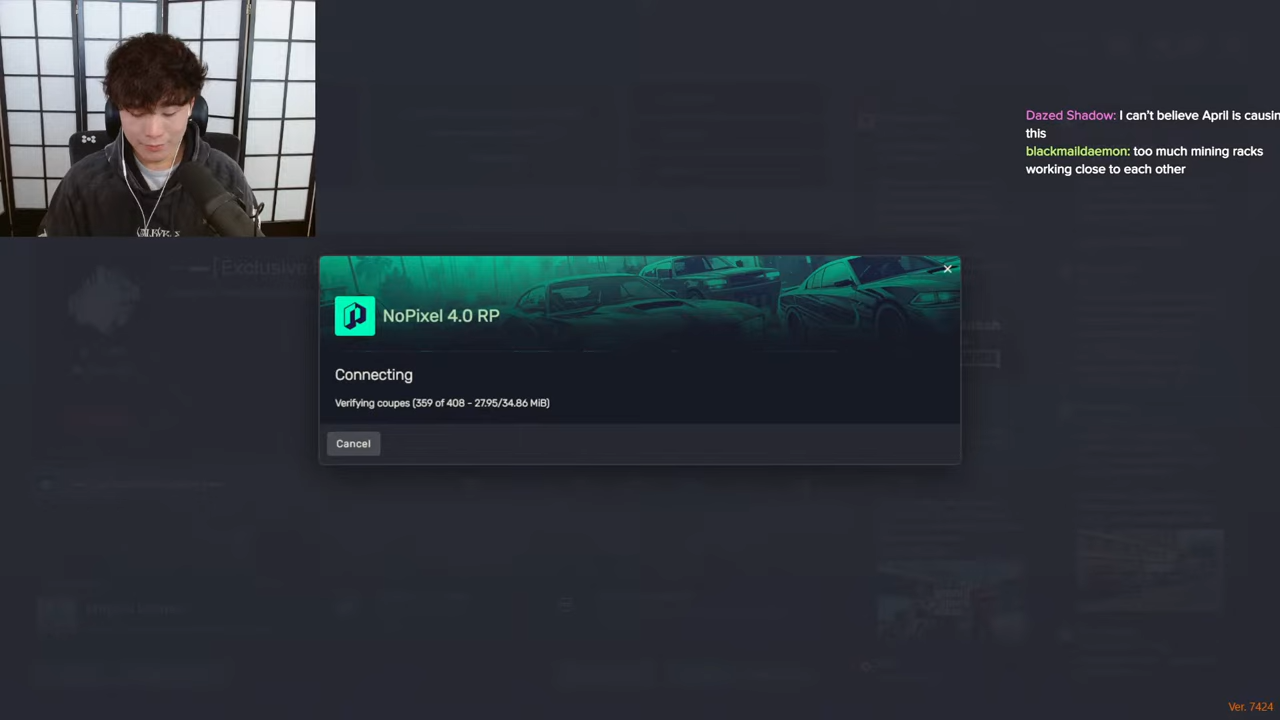 Dazed Shadow: I can't believe April is causin
this
blackmaildaemon: too much mining racks
working close to each other
[Exclusive
NoPixel 4.0 RP
Connecting
Verifying coupes (359 of 408 - 27.95/34.86 MiB)
Cancel
Ver. 7424